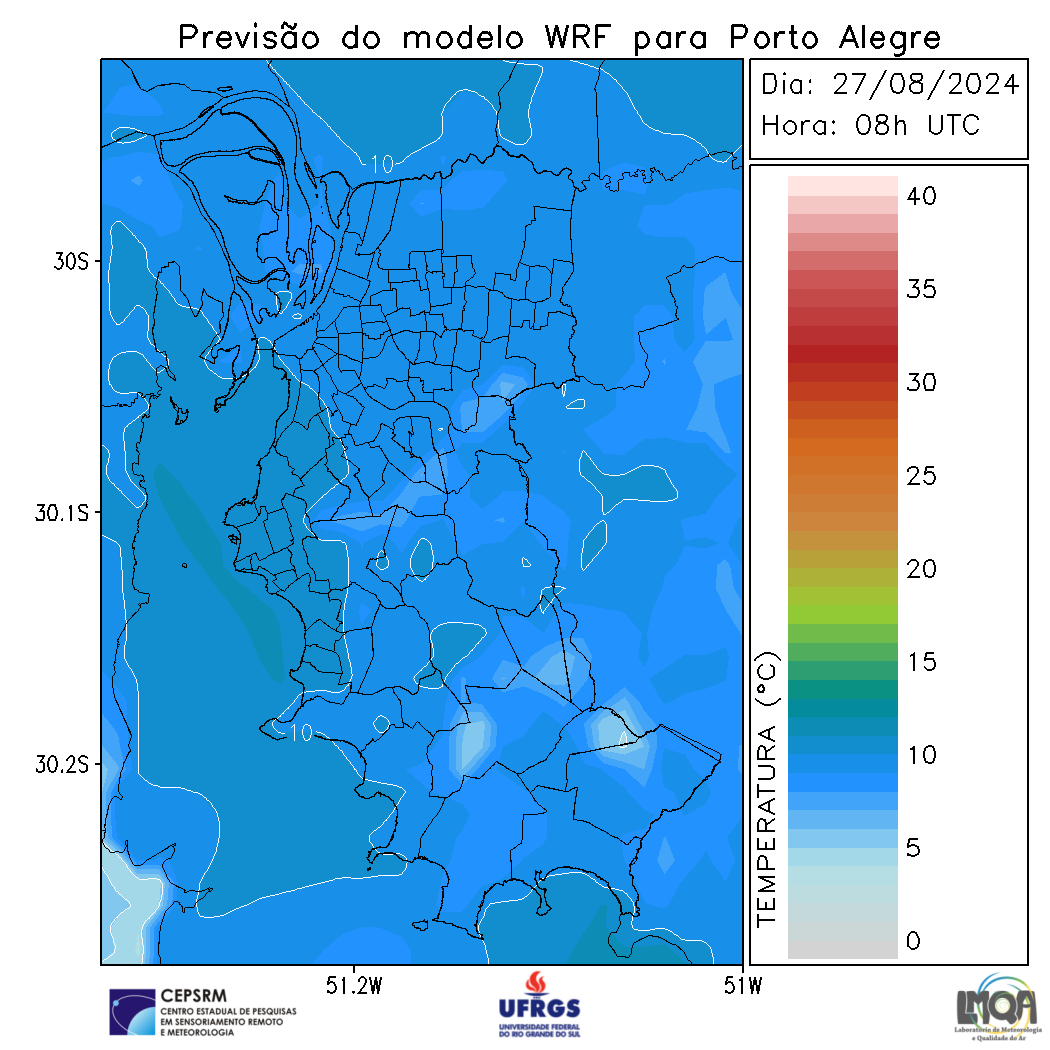 Previsão do modelo WRF para Porto Alegre
Dia: 27/08/2024
Hora: 08h UTC
10
10
30S
30.1S
30.2S
51.2W
51W
TEMPERATURA (°C)
40
35
30
25
20
15
10
5
0
CEPSRM
CENTRO ESTADUAL DE PESQUISAS
EM SENSORIAMENTO REMOTO
E METEOROLOGIA
UFRGS
UNIVERSIDADE FEDERAL
DO RIO GRANDE DO SUL
LMQA
Laboratório de Meteorologia
e Qualidade do Ar